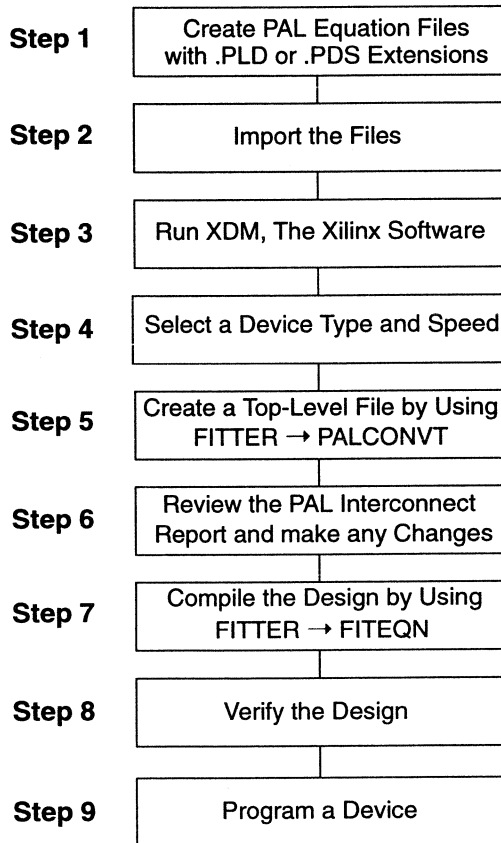 Step 1
Create PAL Equation Files
with .PLD or .PDS Extensions
Step 2
Import the Files
Step 3
Run XDM, The Xilinx Software
Step 4
Select a Device Type and Speed
Step 5
Create a Top-Level File by Using
FITTER → PALCONVT
Step 6
Review the PAL Interconnect
Report and make any Changes
Step 7
Compile the Design by Using
FITTER → FITEQN
Step 8
Verify the Design
Step 9
Program a Device